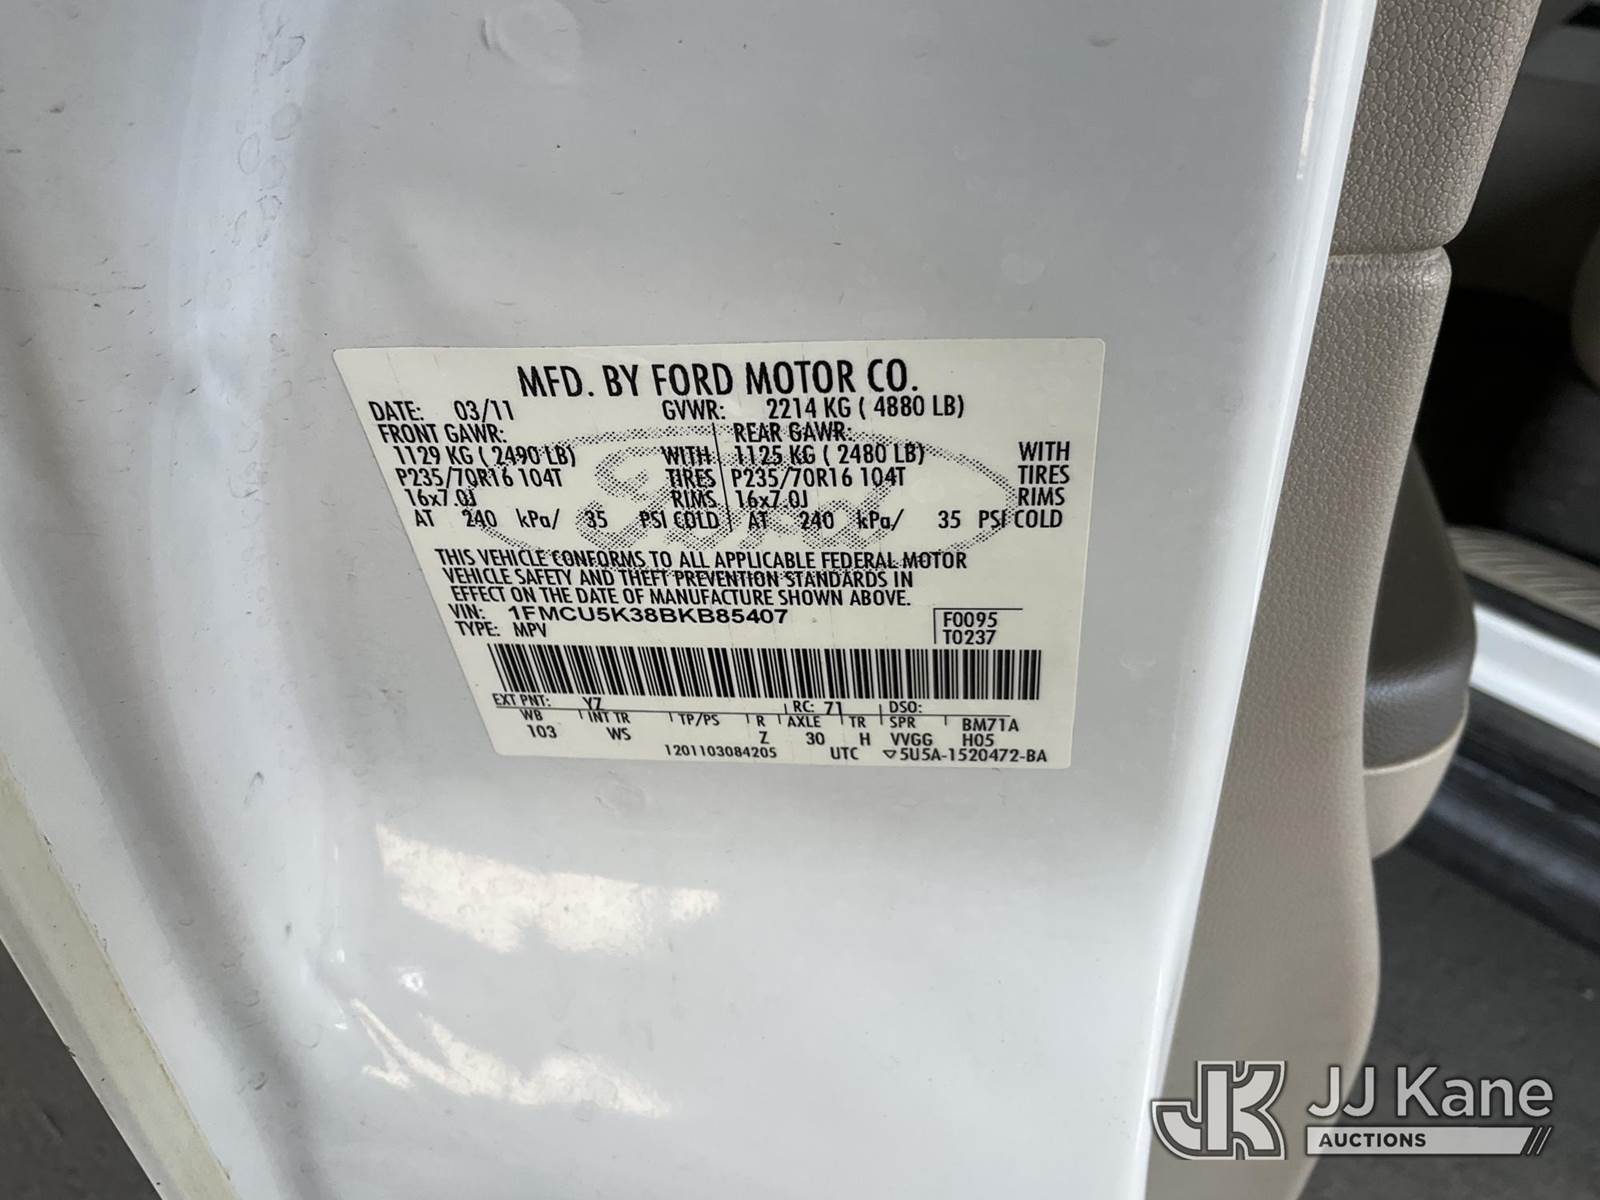 MFD. BY FORD MOTOR CO.
DATE: 03/11 GVWR: 2214 KG ( 4880 LB)
FRONT GAWR: REAR GAWR:
1129 KG ( 2490 LB) WITH 1125 KG ( 2480 LB) WITH
P235/70R16 104T TIRES P235/70R16 104T TIRES
16x7.0J RIMS 16x7.0J RIMS
AT 240 kPa/ 35 PSI COLD AT 240 kPa/ 35 PSI COLD
Ford
THIS VEHICLE CONFORMS TO ALL APPLICABLE FEDERAL MOTOR
VEHICLE SAFETY AND THEFT PREVENTION STANDARDS IN
EFFECT ON THE DATE OF MANUFACTURE SHOWN ABOVE.
VIN: 1FMCU5K38BKB85407 F0095
TYPE: MPV T0237
EXT PNT: YZ RC: 71 DSO:
WB INT TR TP/PS R AXLE TR SPR BM71A
103 WS Z 30 H VVGG H05
1201103084205 UTC ▽5U5A-1520472-BA
JK JJ Kane
AUCTIONS